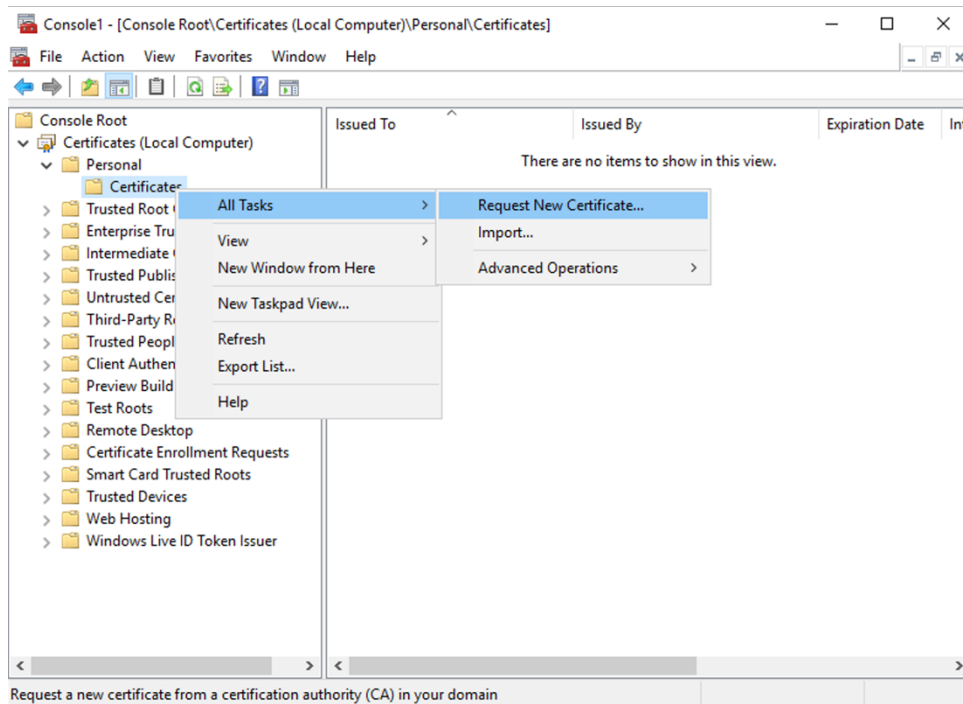 Console1 - [Console Root\Certificates (Local Computer)\Personal\Certificates]
File Action View Favorites Window Help
Console Root
Certificates (Local Computer)
Personal
Certificates
Trusted Root
Enterprise Tru
Intermediate
Trusted Publis
Untrusted Cer
Third-Party R
Trusted Peopl
Client Authen
Preview Build
Test Roots
Remote Desktop
Certificate Enrollment Requests
Smart Card Trusted Roots
Trusted Devices
Web Hosting
Windows Live ID Token Issuer
Issued To Issued By Expiration Date In
There are no items to show in this view.
All Tasks
View
New Window from Here
New Taskpad View...
Refresh
Export List...
Help
Request New Certificate...
Import...
Advanced Operations
Request a new certificate from a certification authority (CA) in your domain